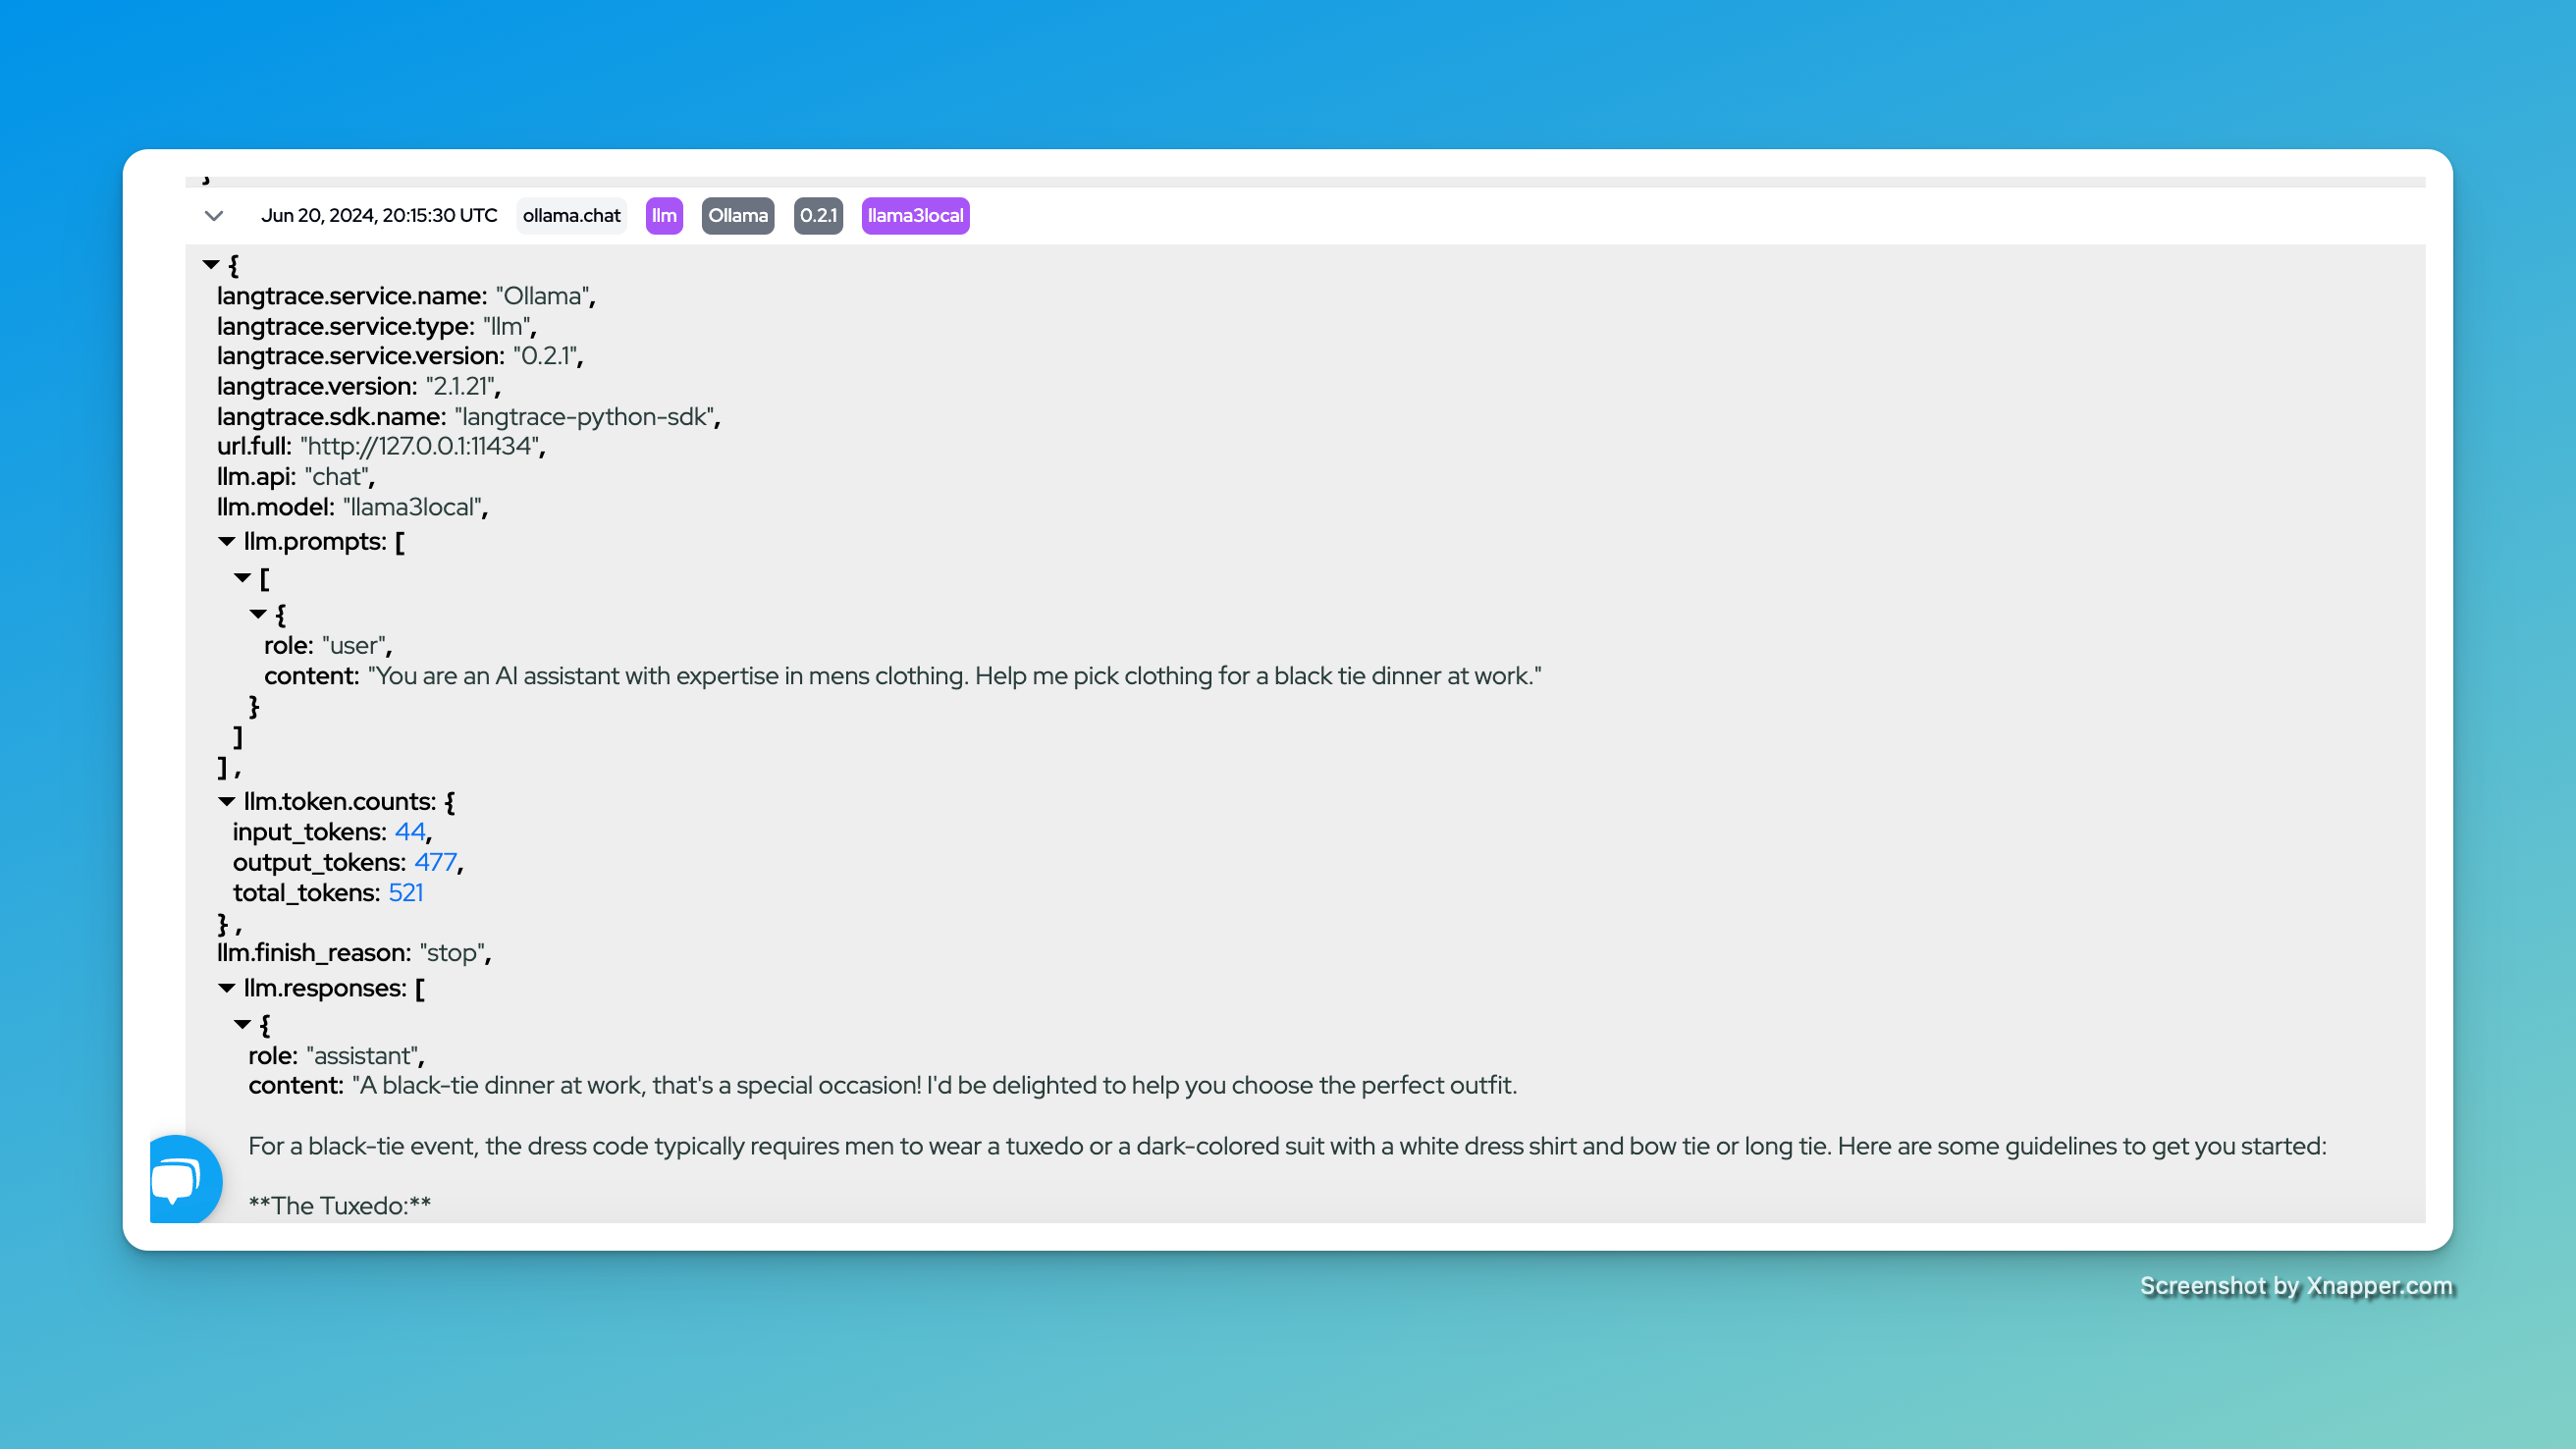 }
Jun 20, 2024, 20:15:30 UTC ollama.chat llm Ollama 0.2.1 llama3local
{
langtrace.service.name: "Ollama",
langtrace.service.type: "llm",
langtrace.service.version: "0.2.1",
langtrace.version: "2.1.21",
langtrace.sdk.name: "langtrace-python-sdk",
url.full: "http://127.0.0.1:11434",
llm.api: "chat",
llm.model: "llama3local",
llm.prompts: [
[
{
role: "user",
content: "You are an AI assistant with expertise in mens clothing. Help me pick clothing for a black tie dinner at work."
}
]
] ,
llm.token.counts: {
input_tokens: 44,
output_tokens: 477,
total_tokens: 521
} ,
llm.finish_reason: "stop",
llm.responses: [
{
role: "assistant",
content: "A black-tie dinner at work, that's a special occasion! I'd be delighted to help you choose the perfect outfit.
For a black-tie event, the dress code typically requires men to wear a tuxedo or a dark-colored suit with a white dress shirt and bow tie or long tie. Here are some guidelines to get you started:
**The Tuxedo:**
Screenshot by Xnapper.com